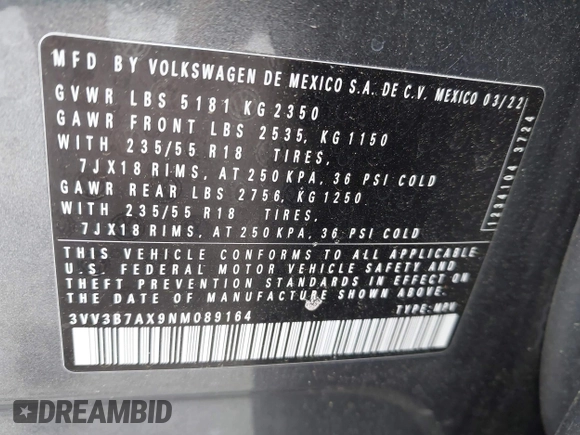 MFD BY VOLKSWAGEN DE MEXICO S.A. DE C.V. MEXICO 03/22
GVWR LBS 5181 KG 2350
GAWR FRONT LBS 2535, KG 1150
WITH 235/55 R18 TIRES,
7JX18 RIMS, AT 250 KPA, 36 PSI COLD
GAWR REAR LBS 2756, KG 1250
WITH 235/55 R18 TIRES,
7JX18 RIMS, AT 250 KPA, 36 PSI COLD
THIS VEHICLE CONFORMS TO ALL APPLICABLE
U.S. FEDERAL MOTOR VEHICLE SAFETY AND
THEFT PREVENTION STANDARDS IN EFFECT ON
THE DATE OF MANUFACTURE SHOWN ABOVE.
3VV3B7AX9NM089164 TYPE: MPV
1234104 3724
DREAMBID